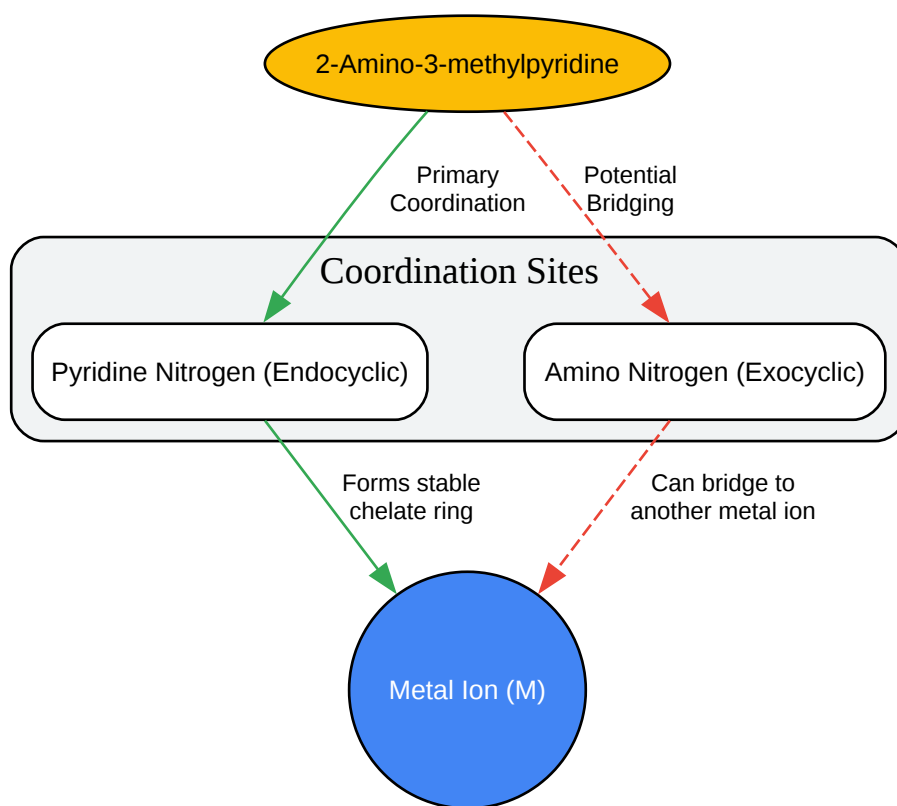 2-Amino-3-methylpyridine
Primary
Coordination
Potential
Bridging
Coordination Sites
Pyridine Nitrogen (Endocyclic)
Amino Nitrogen (Exocyclic)
Forms stable
chelate ring
Can bridge to
another metal ion
Metal Ion (M)